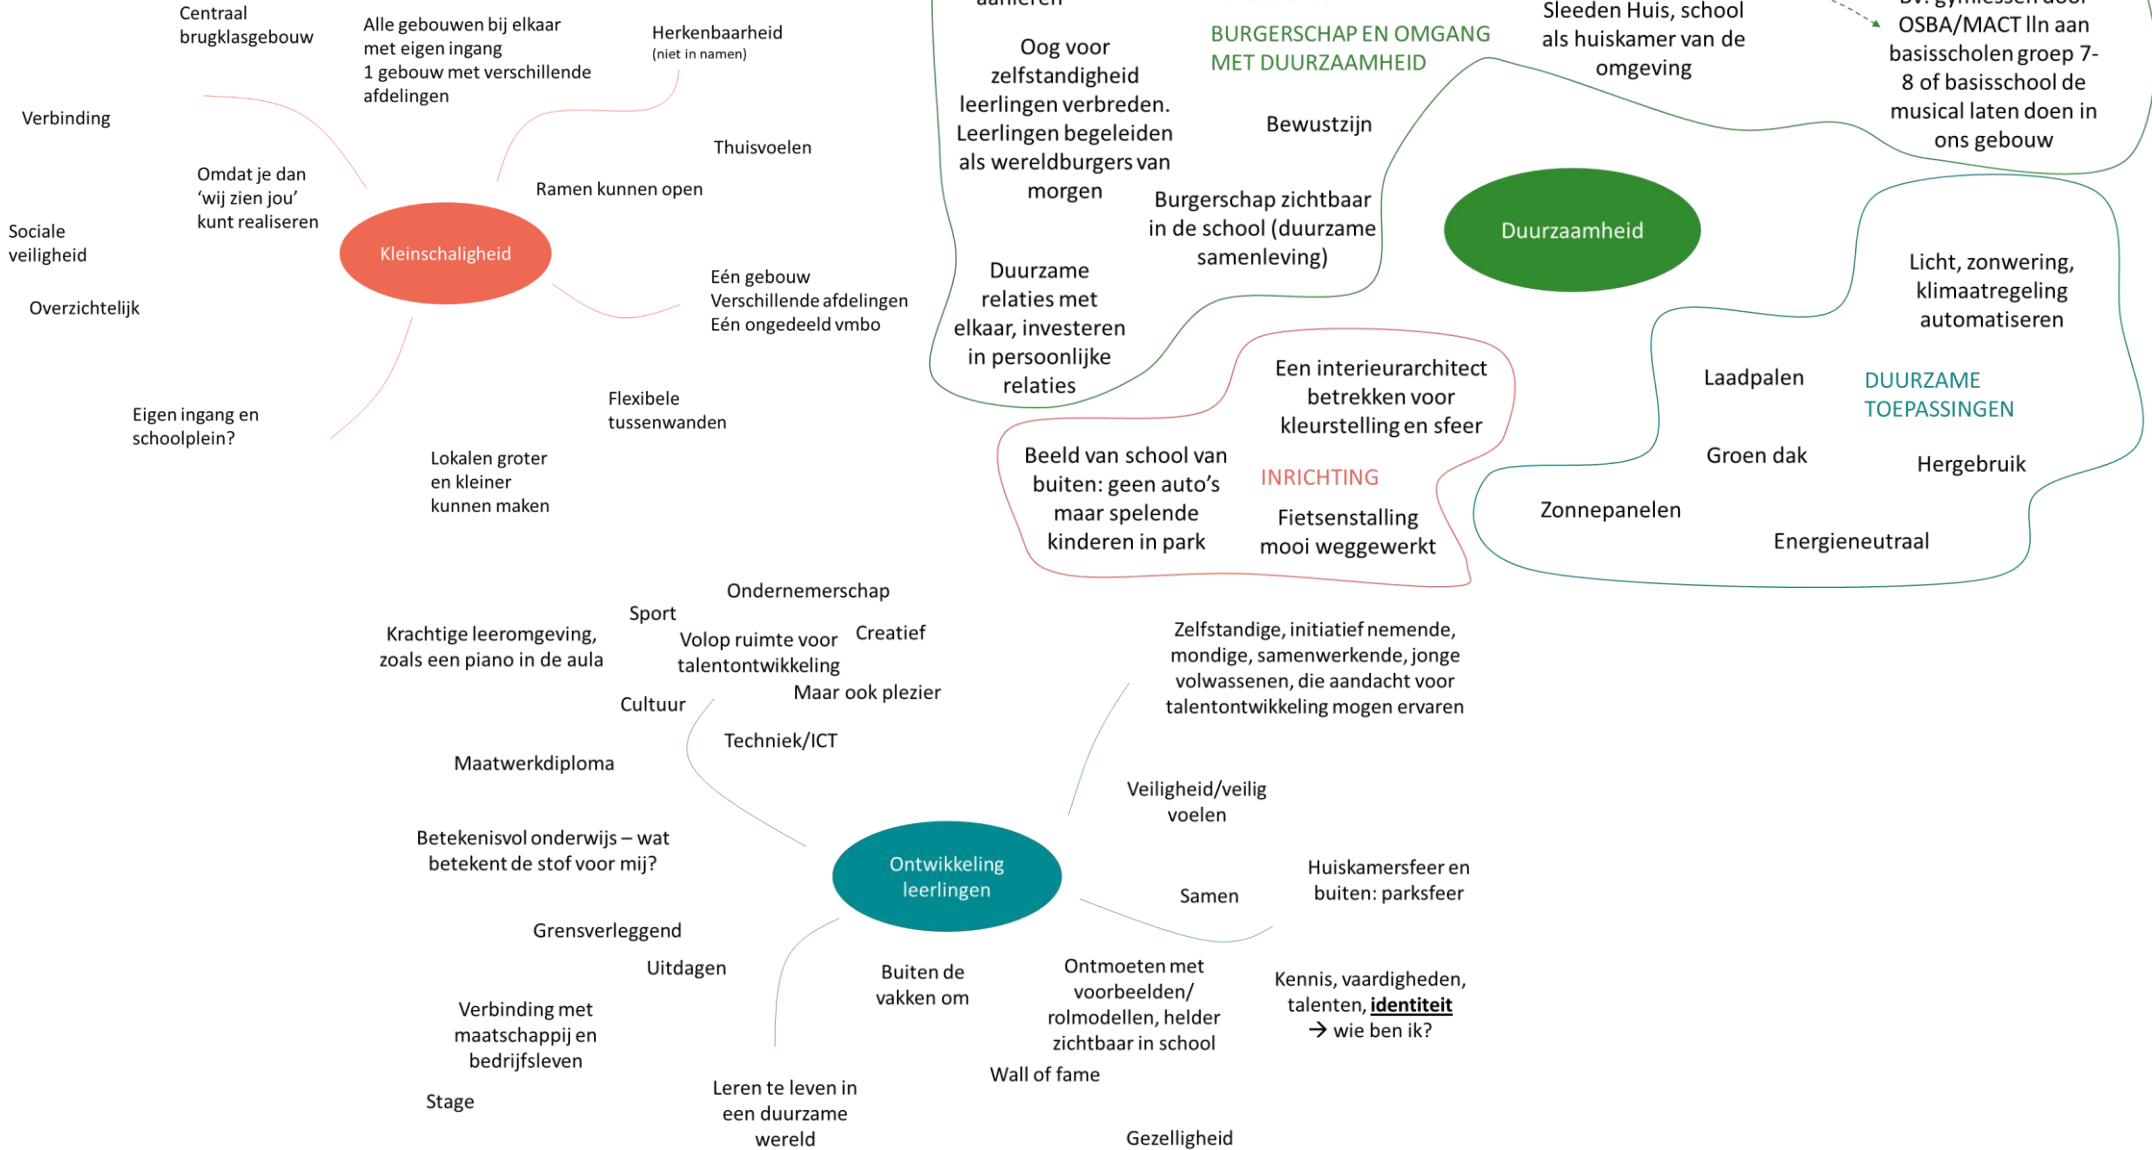 Centraal
brugklasgebouw
Alle gebouwen bij elkaar
met eigen ingang
1 gebouw met verschillende
afdelingen
Herkenbaarheid
(niet in namen)
Verbinding
Thuisvoelen
Omdat je dan
‘wij zien jou’
kunt realiseren
Ramen kunnen open
Sociale
veiligheid
Kleinschaligheid
Overzichtelijk
Eén gebouw
Verschillende afdelingen
Eén ongedeeld vmbo
Eigen ingang en
schoolplein?
Flexibele
tussenwanden
Lokalen groter
en kleiner
kunnen maken
Oog voor
zelfstandigheid
leerlingen verbreden.
Leerlingen begeleiden
als wereldburgers van
morgen
BURGERSCHAP EN OMGANG
MET DUURZAAMHEID
Bewustzijn
Burgerschap zichtbaar
in de school (duurzame
samenleving)
Duurzame
relaties met
elkaar, investeren
in persoonlijke
relaties
Sleeden Huis, school
als huiskamer van de
omgeving
OSBA/MACT lln aan
basisscholen groep 7-
8 of basisschool de
musical laten doen in
ons gebouw
Duurzaamheid
Licht, zonwering,
klimaatregeling
automatiseren
Laadpalen
DUURZAME
TOEPASSINGEN
Groen dak
Hergebruik
Zonnepanelen
Energieneutraal
Een interieurarchitect
betrekken voor
kleurstelling en sfeer
Beeld van school van
buiten: geen auto’s
maar spelende
kinderen in park
INRICHTING
Fietsenstalling
mooi weggewerkt
Ondernemerschap
Sport
Krachtige leeromgeving,
zoals een piano in de aula
Volop ruimte voor
talentontwikkeling
Creatief
Maar ook plezier
Cultuur
Techniek/ICT
Maatwerkdiploma
Zelfstandige, initiatief nemende,
mondige, samenwerkende, jonge
volwassenen, die aandacht voor
talentontwikkeling mogen ervaren
Veiligheid/veilig
voelen
Betekenisvol onderwijs – wat
betekent de stof voor mij?
Ontwikkeling
leerlingen
Huiskamersfeer en
buiten: parksfeer
Samen
Grensverleggend
Uitdagen
Buiten de
vakken om
Ontmoeten met
voorbeelden/
rolmodellen, helder
zichtbaar in school
Kennis, vaardigheden,
talenten, identiteit
→ wie ben ik?
Verbinding met
maatschappij en
bedrijfsleven
Wall of fame
Stage
Leren te leven in
een duurzame
wereld
Gezelligheid